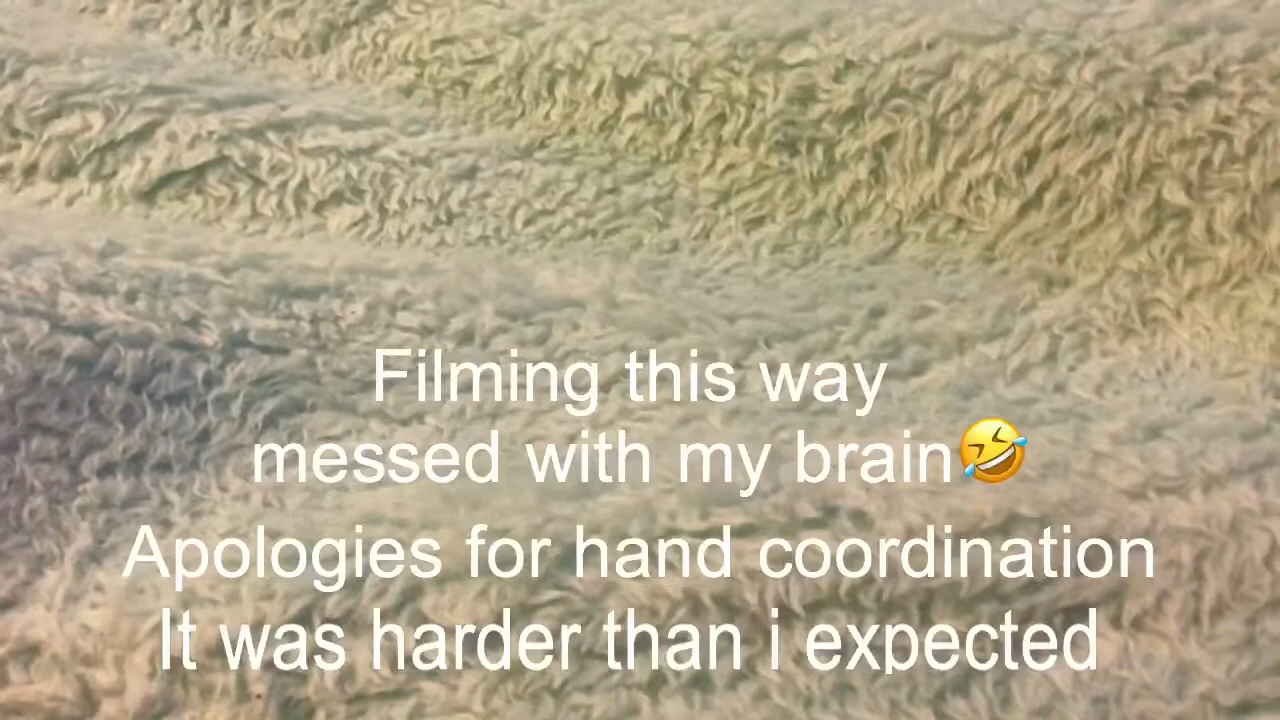 Filming this way
messed with my brain🤣
Apologies for hand coordination
It was harder than i expected